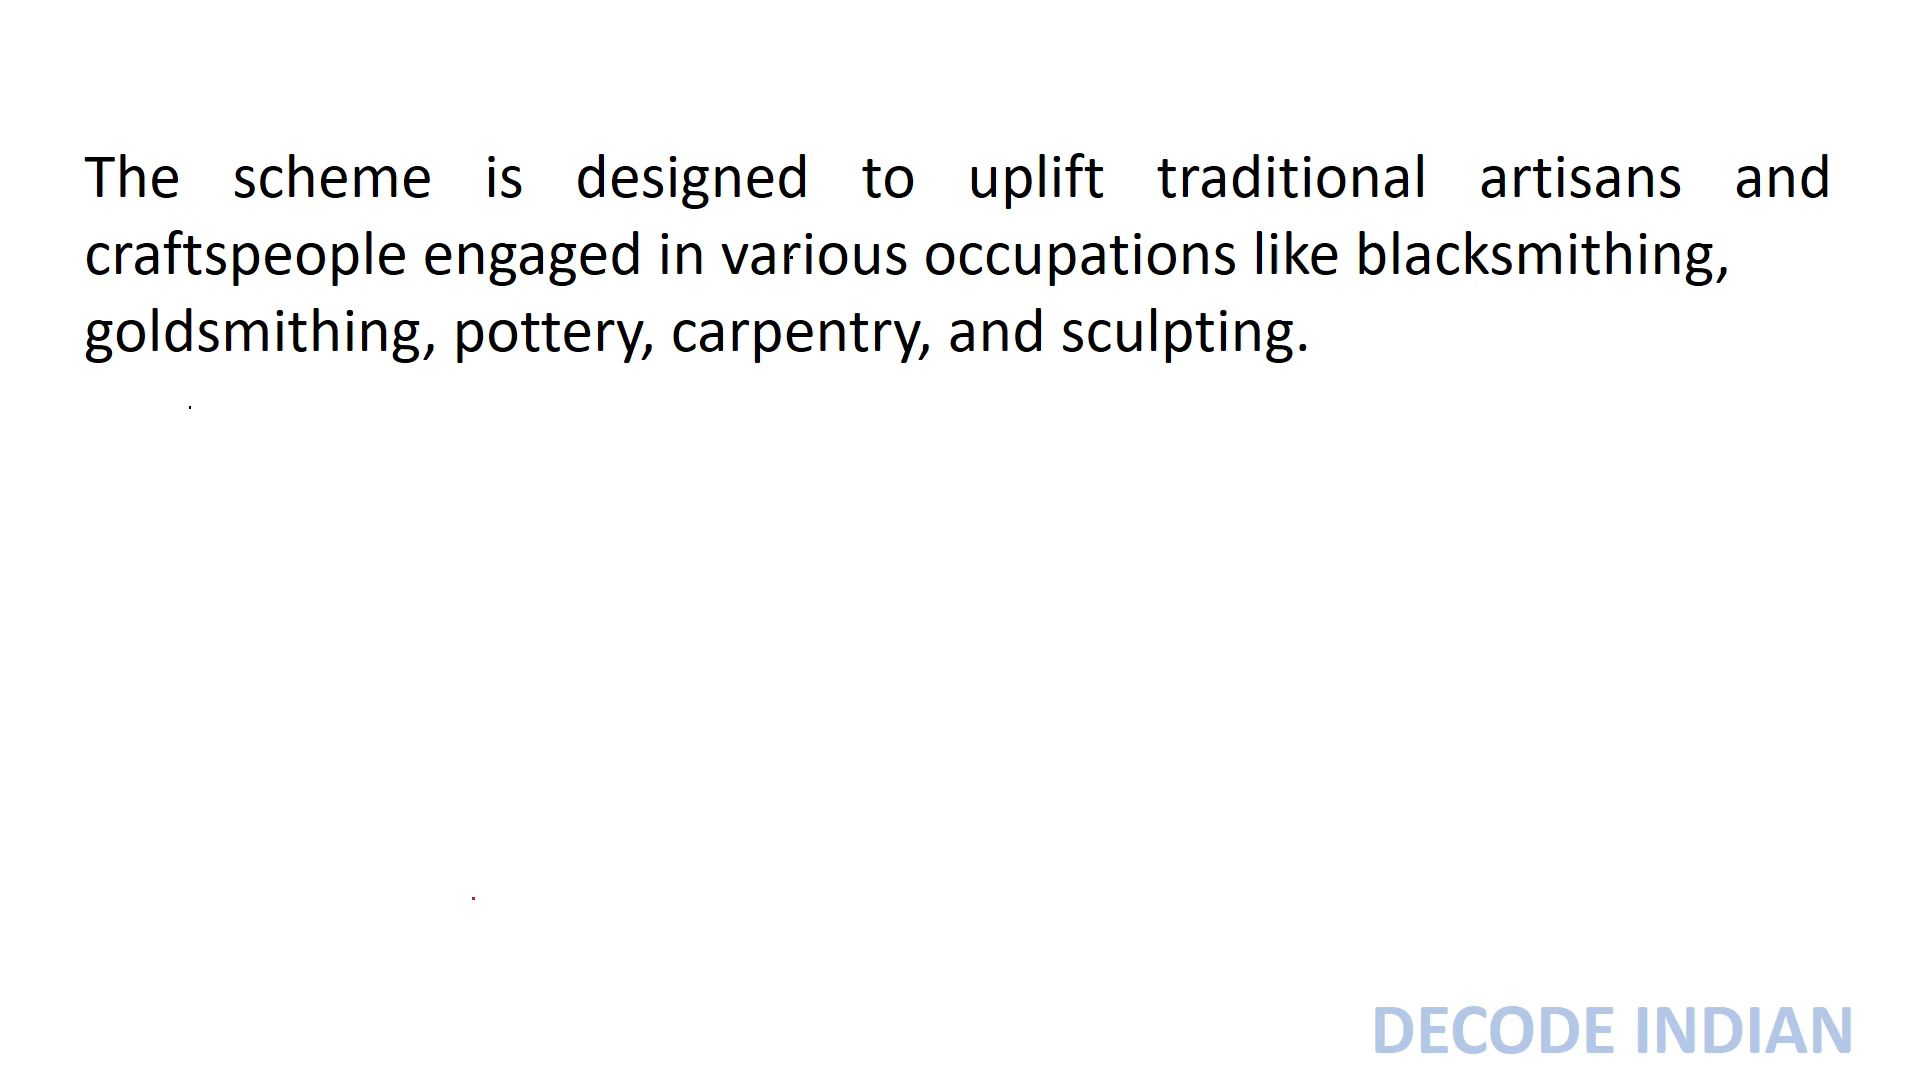 The scheme is designed to uplift traditional artisans and
craftspeople engaged in various occupations like blacksmithing,
goldsmithing, pottery, carpentry, and sculpting.
DECODE INDIAN